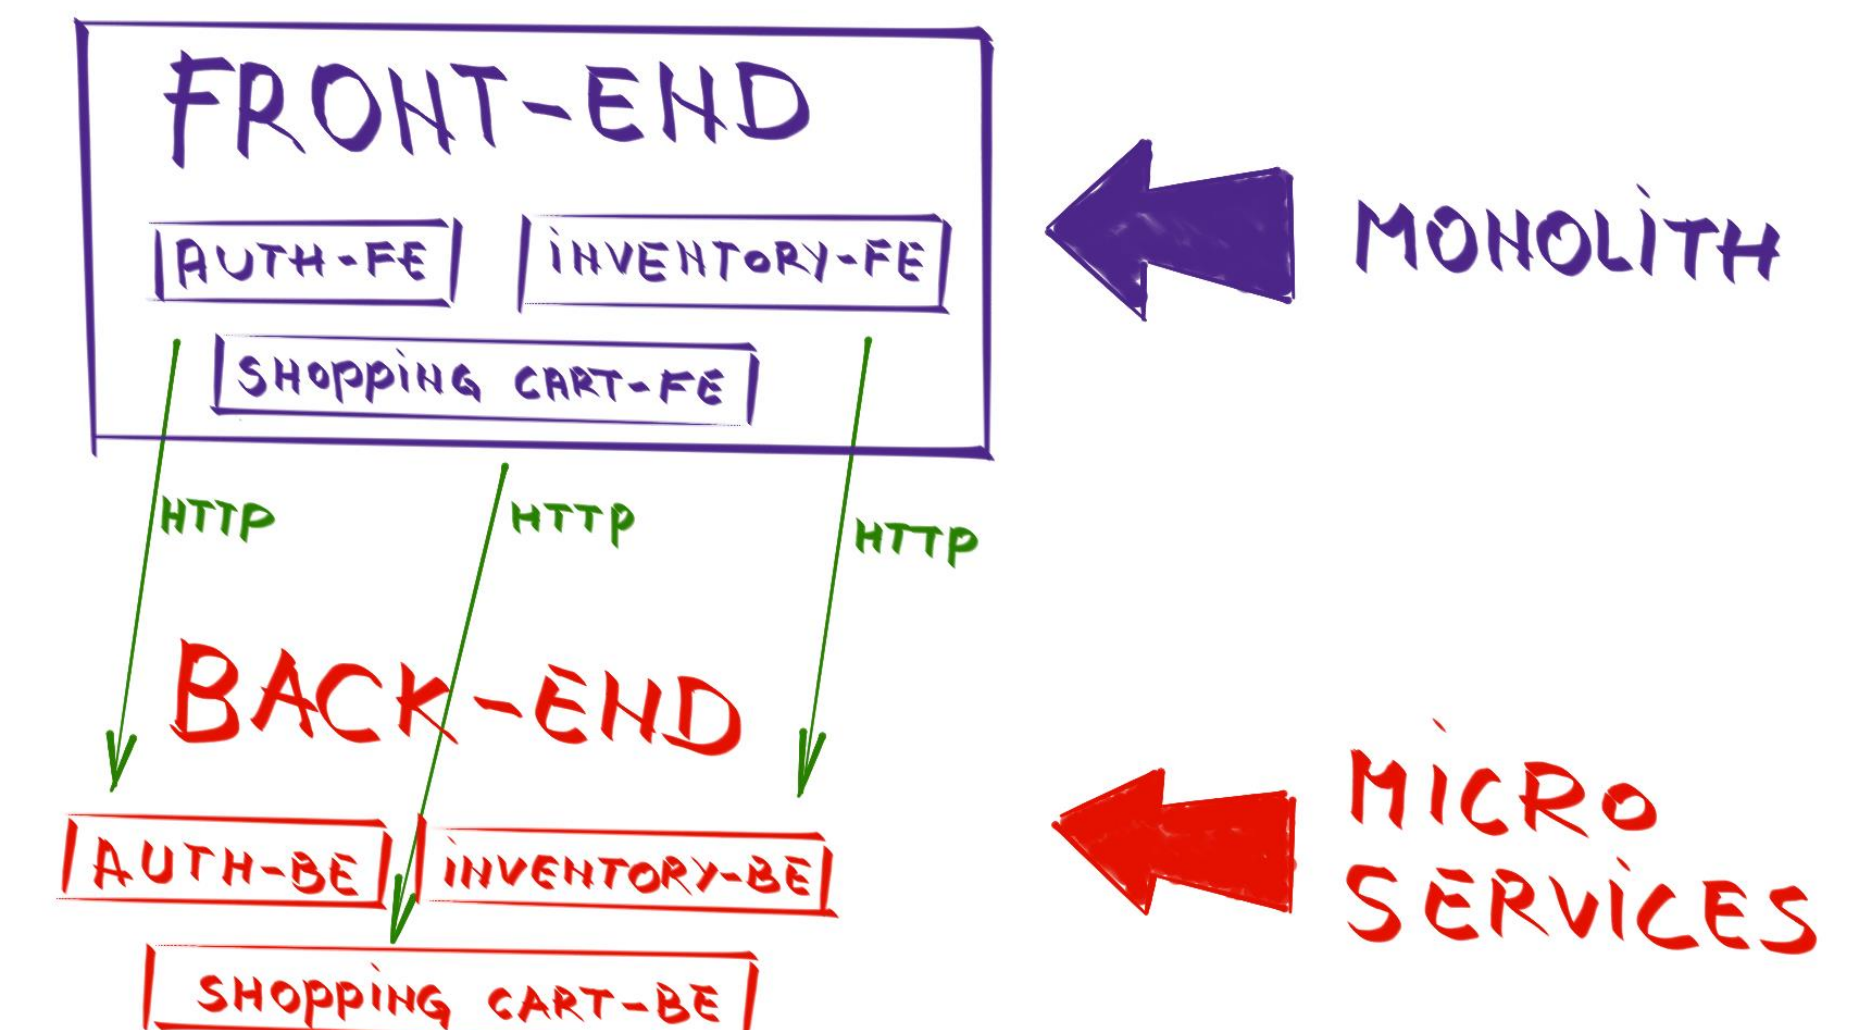 FRONT-END
MONOLiTH
AUTH-FE
iNVENTORY-FE
SHOPPiNG CART-FE
HTTP
HTTP
HTTP
BACK-END
MiCRO
SERViCES
AUTH-BE
iNVENTORY-BE
SHOPPiNG CART-BE